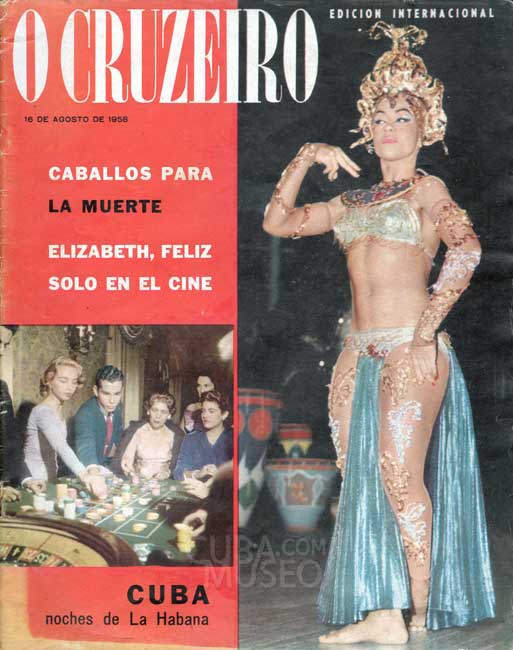 O CRUZEIRO
EDICION INTERNACIONAL
16 DE AGOSTO DE 1958
CABALLOS PARA
LA MUERTE
ELIZABETH, FELIZ
SOLO EN EL CINE
CUBA
noches de La Habana
CUBA.COM
MUSEO